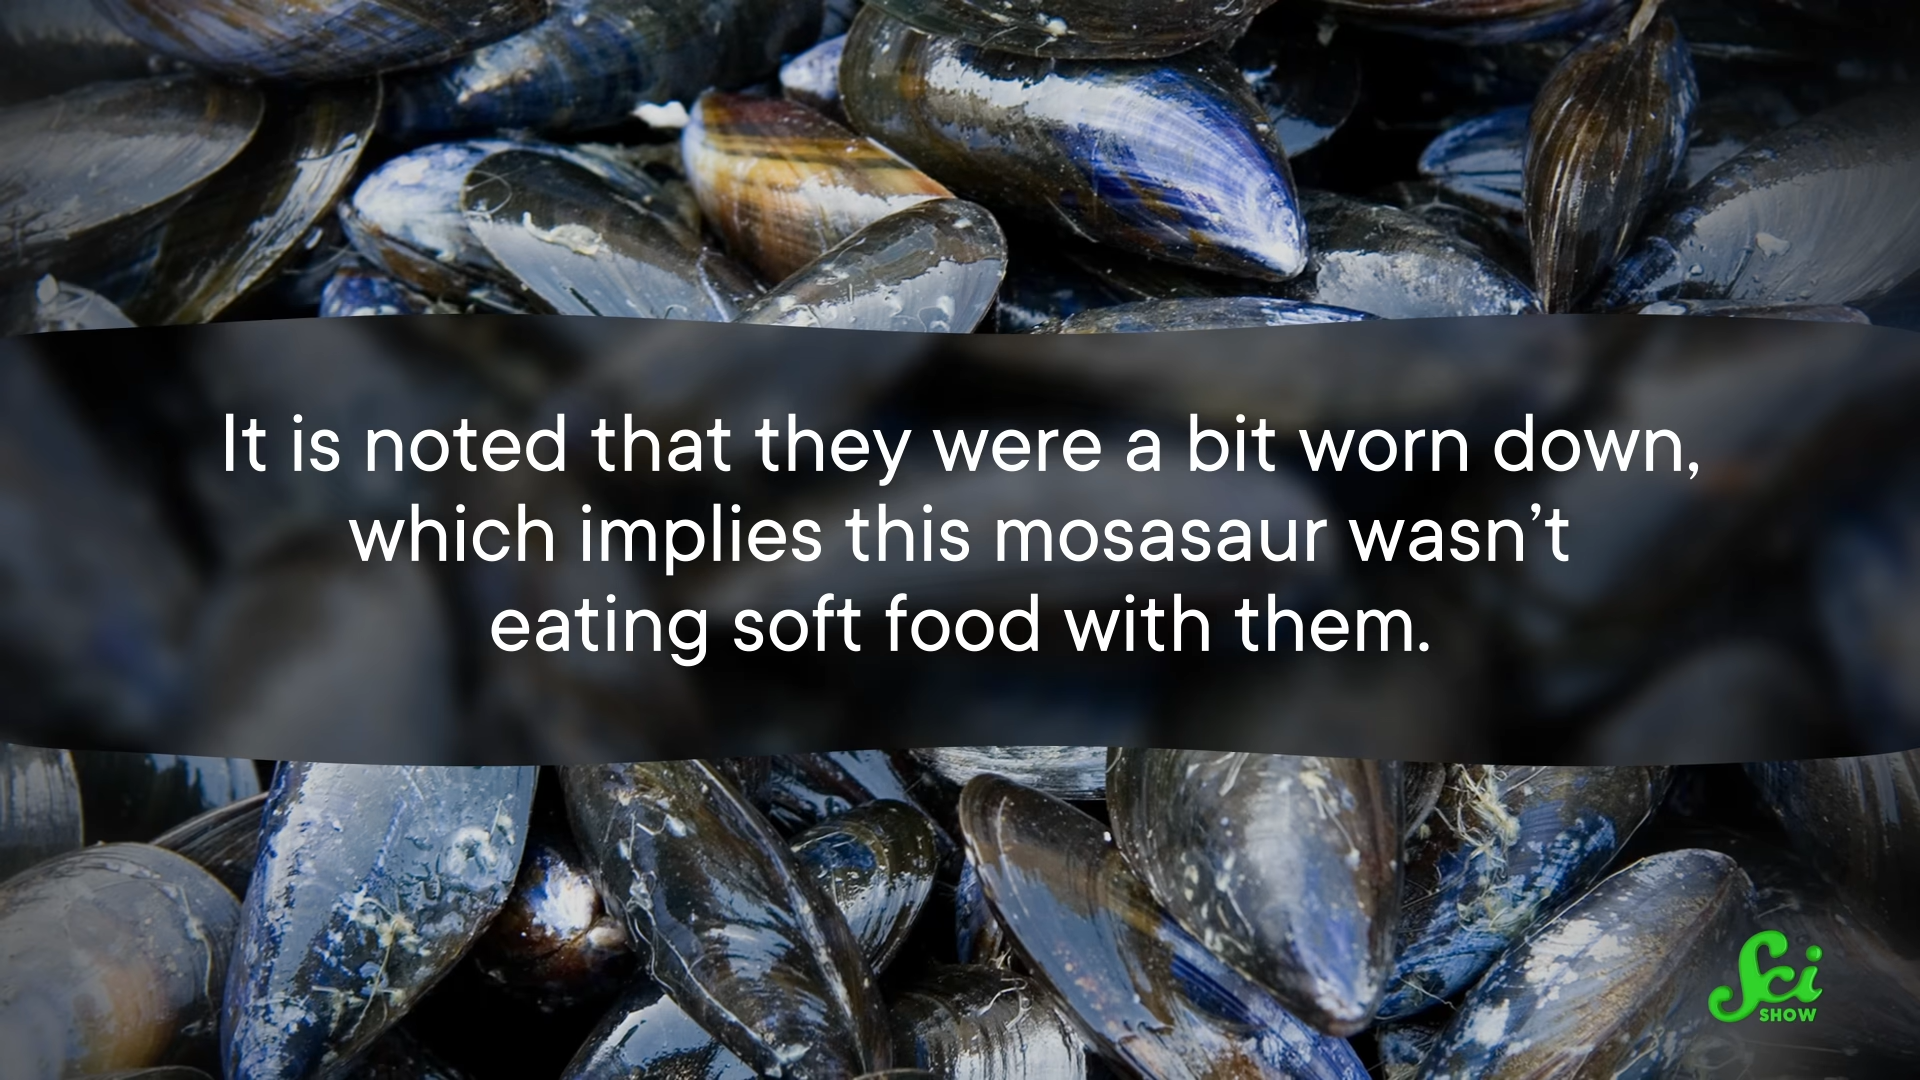 It is noted that they were a bit worn down,
which implies this mosasaur wasn’t
eating soft food with them.
Sci
SHOW